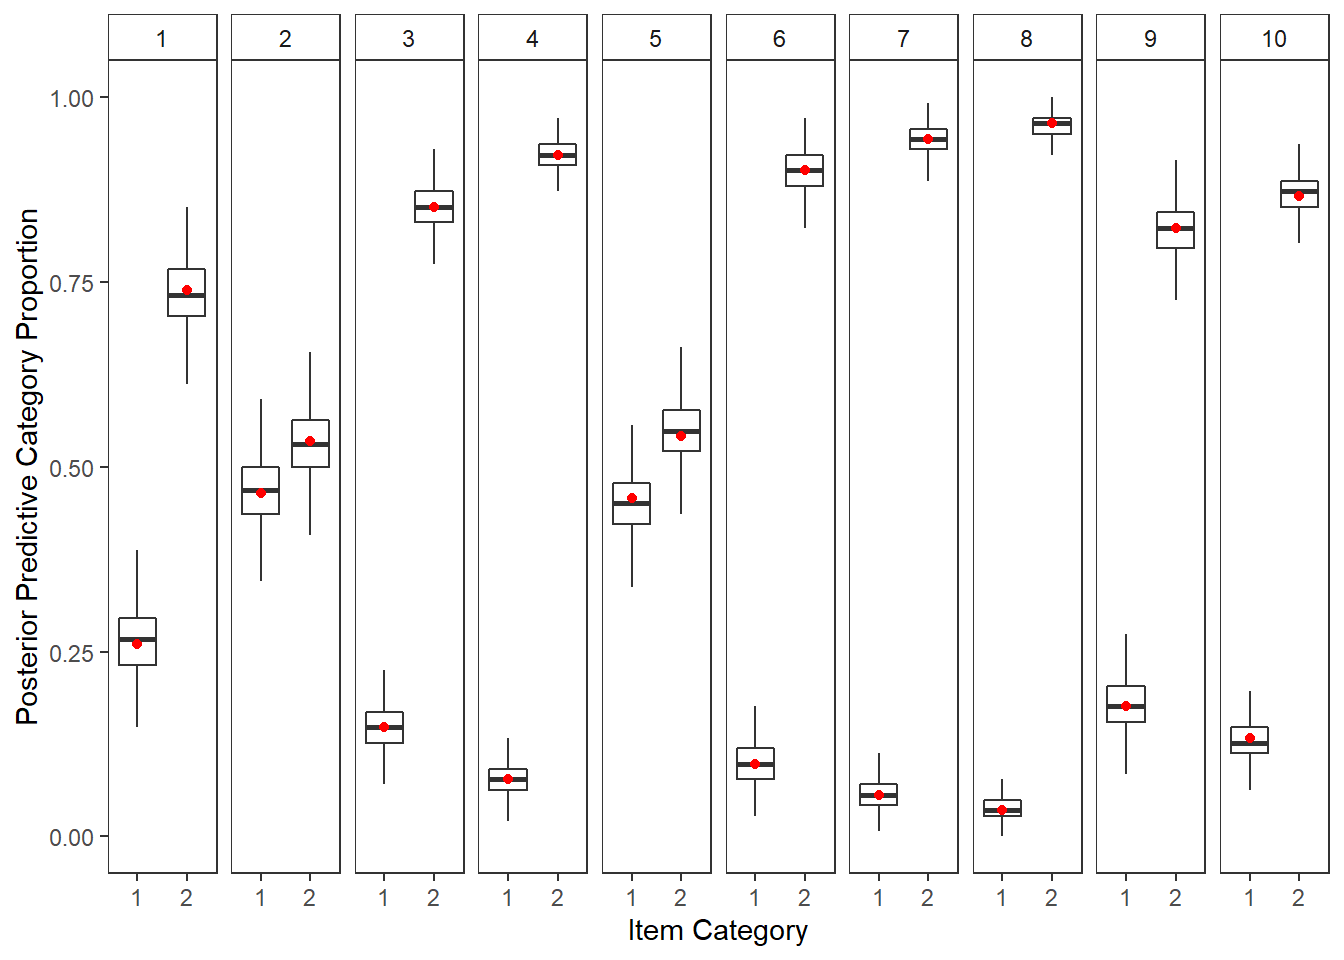 1 2 3 4 5 6 7 8 9 10
1.00
0.75
0.50
0.25
0.00
Posterior Predictive Category Proportion
1 2 1 2 1 2 1 2 1 2 1 2 1 2 1 2 1 2 1 2
Item Category